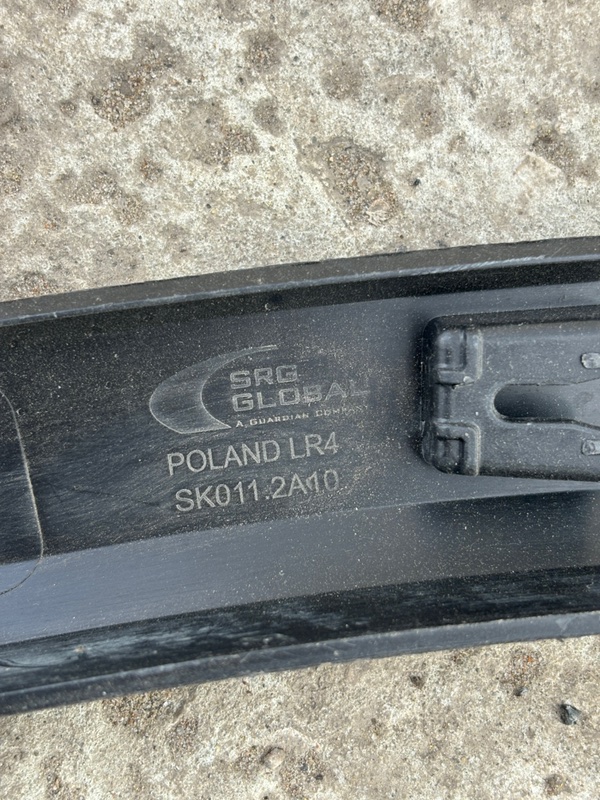 SRG
GLOBAL
A GUARDIAN COMPANY
POLAND LR4
SK011.2A10